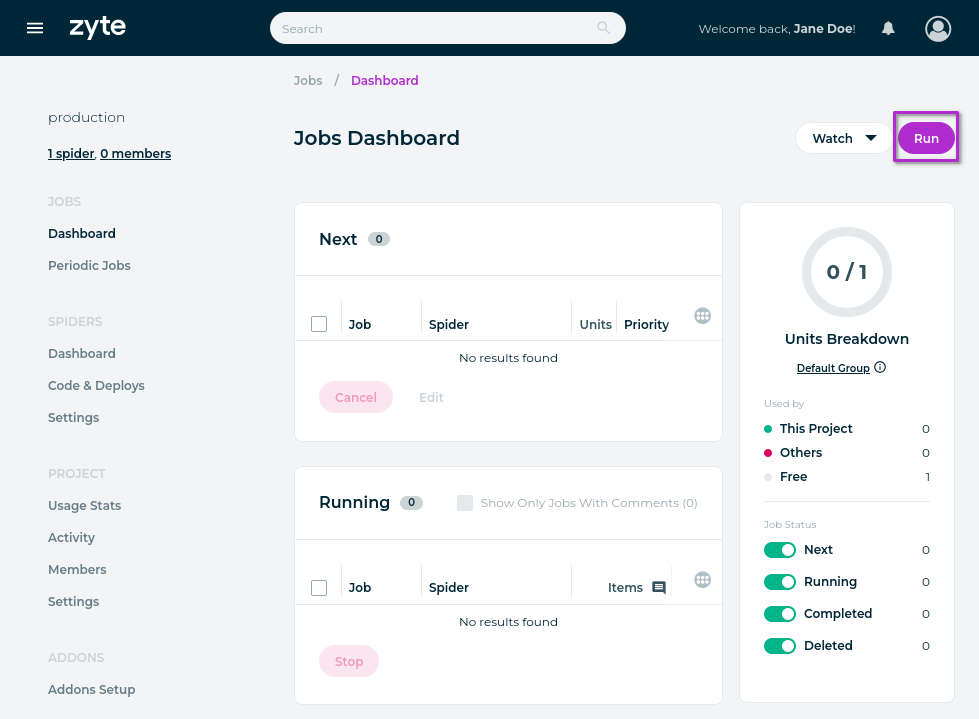 zyte
Search
Welcome back, Jane Doe!
Jobs / Dashboard
production
1 spider, 0 members
JOBS
Dashboard
Periodic Jobs
SPIDERS
Dashboard
Code & Deploys
Settings
PROJECT
Usage Stats
Activity
Members
Settings
ADDONS
Addons Setup
Jobs Dashboard
Watch
Run
Next 0
Job Spider Units Priority
No results found
Cancel Edit
Running 0 Show Only Jobs With Comments (0)
Job Spider Items
No results found
Stop
0 / 1
Units Breakdown
Default Group
Used by
This Project 0
Others 0
Free 1
Job Status
Next 0
Running 0
Completed 0
Deleted 0